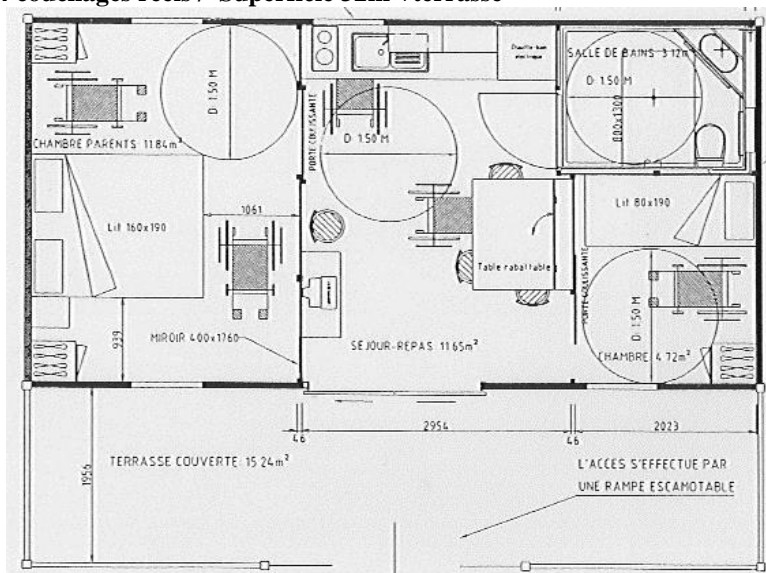 couchages réels / Superficie 32m²+terrasse
SALLE DE BAINS 3.12m²
Chauffe bain
électrique
D: 1.50 M
800x1300
D: 1.50 M
PORTE COULISSANTE
D: 1.50 M
CHAMBRE PARENTS 11.84m²
Lit 160x190
1061
Lit 80x190
Table rabattable
PORTE COULISSANTE
D: 1.50 M
939
MIROIR 400x1760
SEJOUR-REPAS 11.65m²
CHAMBRE 4.72m²
46
2954
46
2023
1956
TERRASSE COUVERTE 15.24m²
L'ACCES S'EFFECTUE PAR
UNE RAMPE ESCAMOTABLE